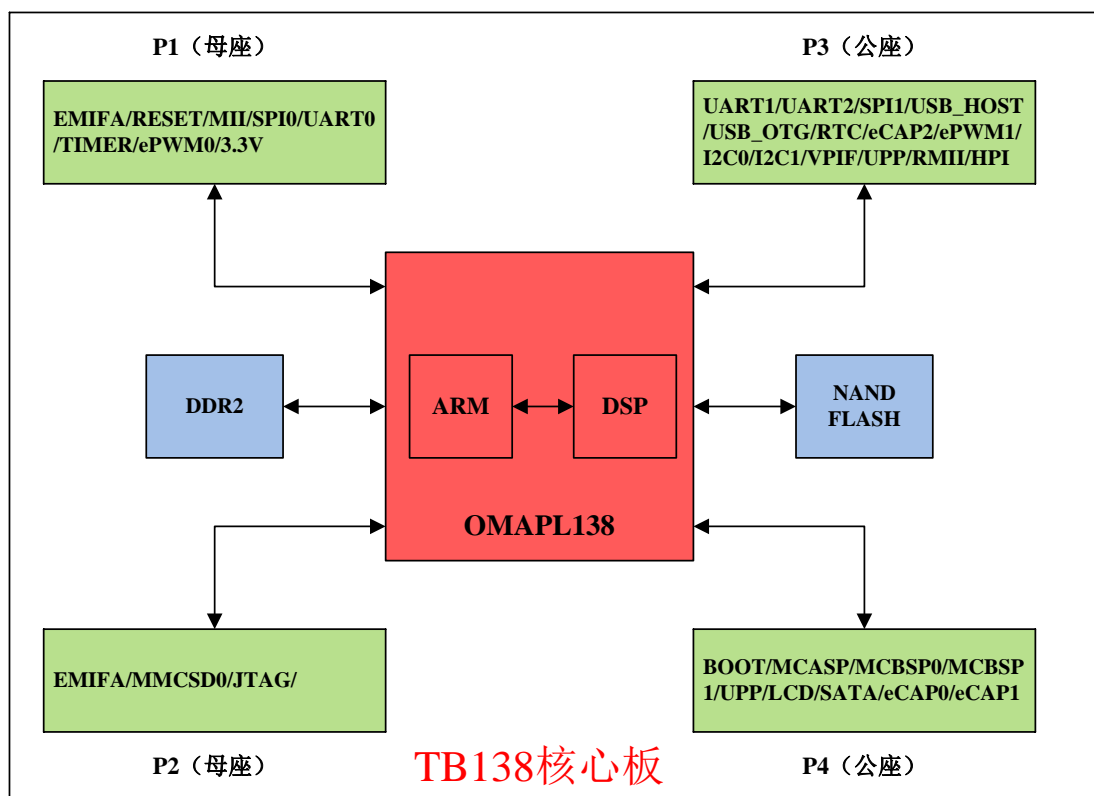 P1（母座）
P3（公座）
EMIFA/RESET/MII/SPI0/UART0
/TIMER/ePWM0/3.3V
UART1/UART2/SPI1/USB_HOST
/USB_OTG/RTC/eCAP2/ePWM1/
I2C0/I2C1/VPIF/UPP/RMII/HPI
DDR2
ARM
DSP
NAND
FLASH
OMAPL138
EMIFA/MMCSD0/JTAG/
BOOT/MCASP/MCBSP0/MCBSP
1/UPP/LCD/SATA/eCAP0/eCAP1
P2（母座）
TB138核心板
P4（公座）